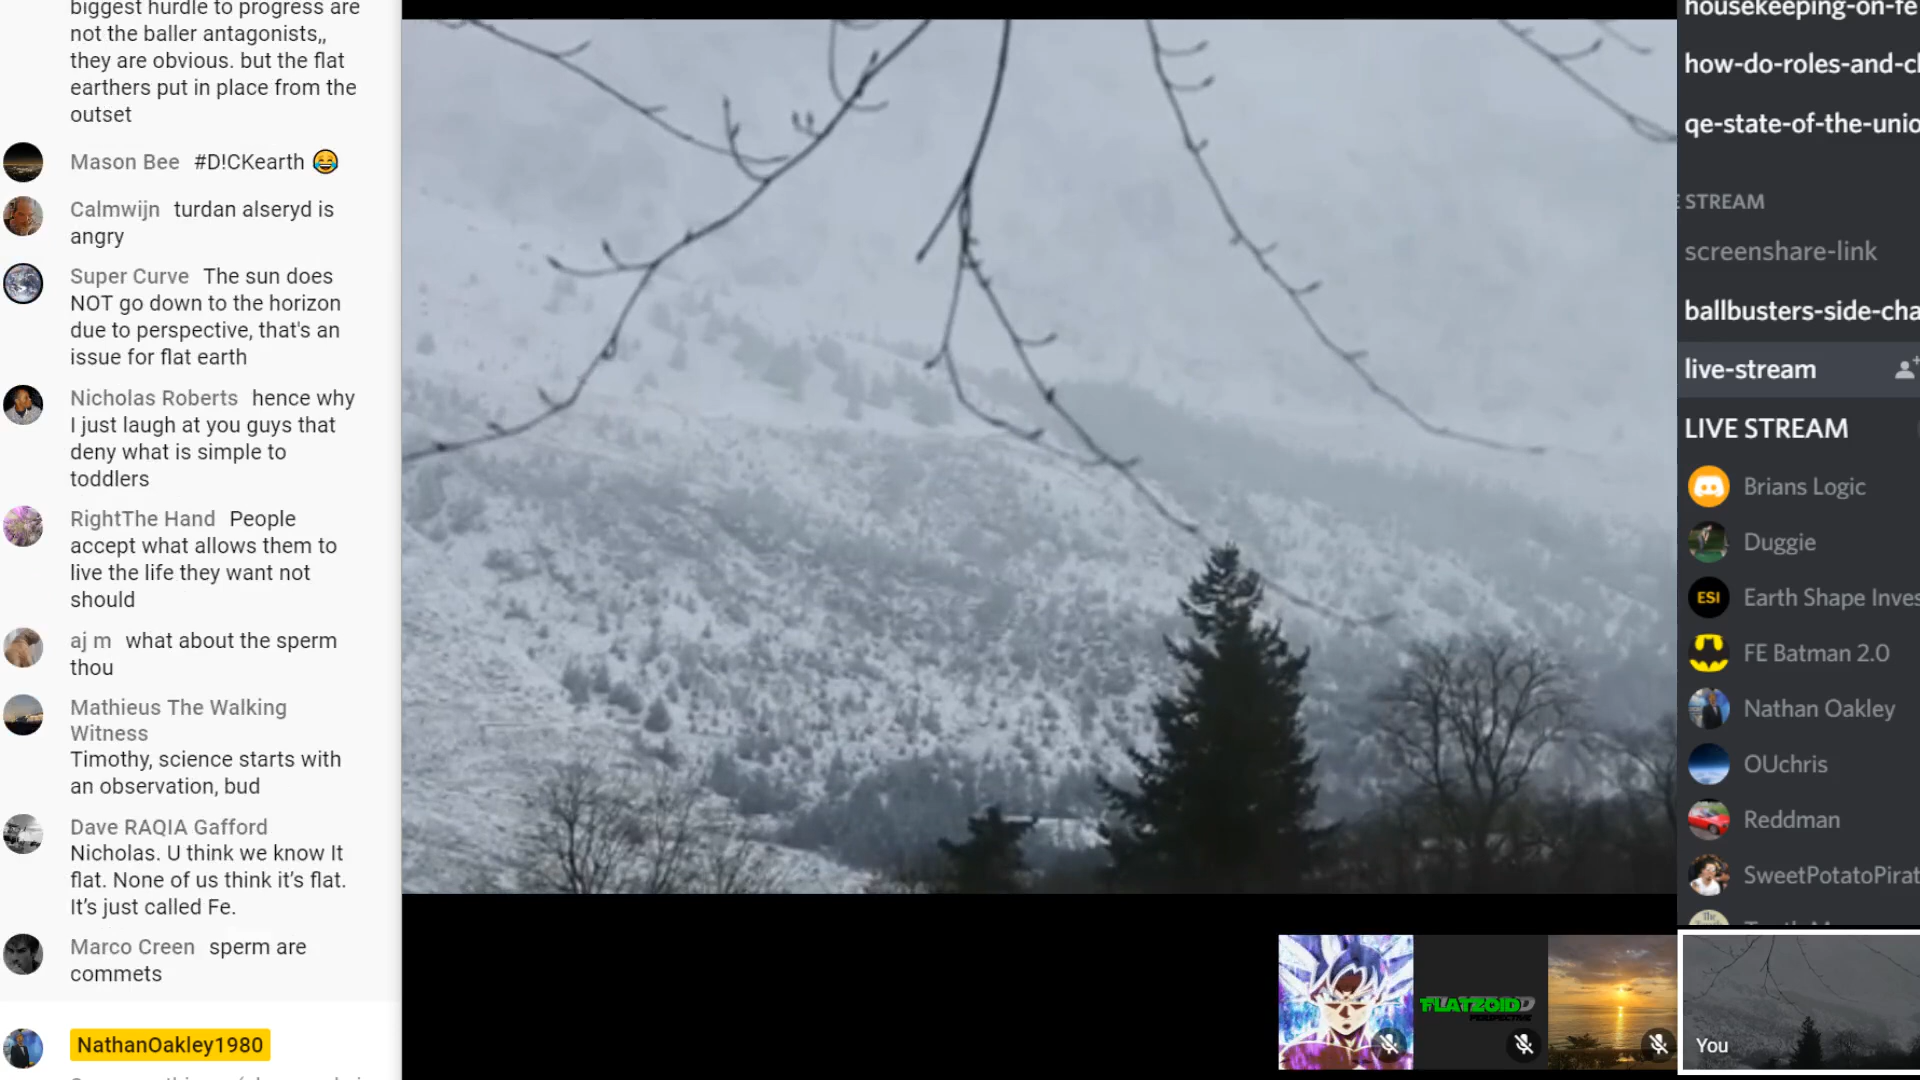 biggest hurdle to progress are
not the baller antagonists,,
they are obvious. but the flat
earthers put in place from the
outset
Mason Bee #D!CKearth 😂
Calmwijn turdan alseryd is
angry
Super Curve The sun does
NOT go down to the horizon
due to perspective, that's an
issue for flat earth
Nicholas Roberts hence why
I just laugh at you guys that
deny what is simple to
toddlers
RightThe Hand People
accept what allows them to
live the life they want not
should
aj m what about the sperm
thou
Mathieus The Walking
Witness
Timothy, science starts with
an observation, bud
Dave RAQIA Gafford
Nicholas. U think we know It
flat. None of us think it’s flat.
It’s just called Fe.
Marco Creen sperm are
commets
NathanOakley1980
FLATZOID
PERSPECTIVE
You
housekeeping-on-fe
how-do-roles-and-cl
qe-state-of-the-unio
E STREAM
screenshare-link
ballbusters-side-cha
live-stream
LIVE STREAM
Brians Logic
Duggie
ESI Earth Shape Inves
FE Batman 2.0
Nathan Oakley
OUchris
Reddman
SweetPotatoPirat